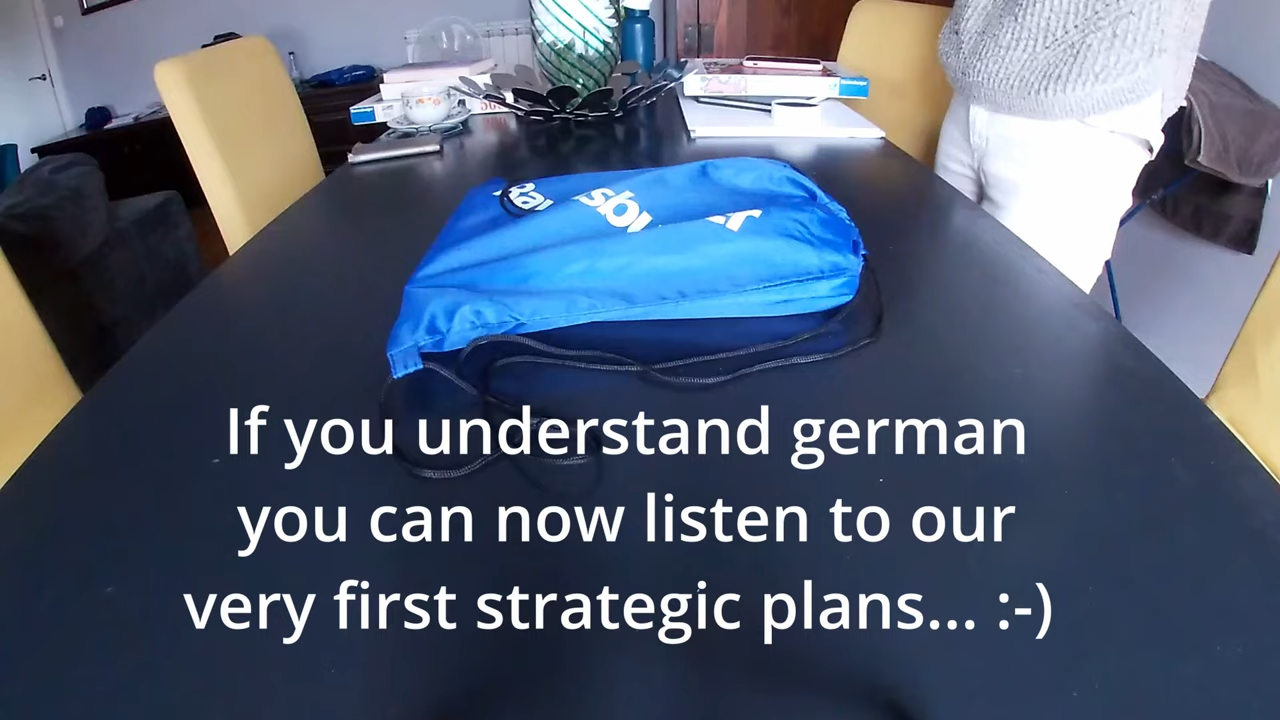 If you understand german
you can now listen to our
very first strategic plans... :-)